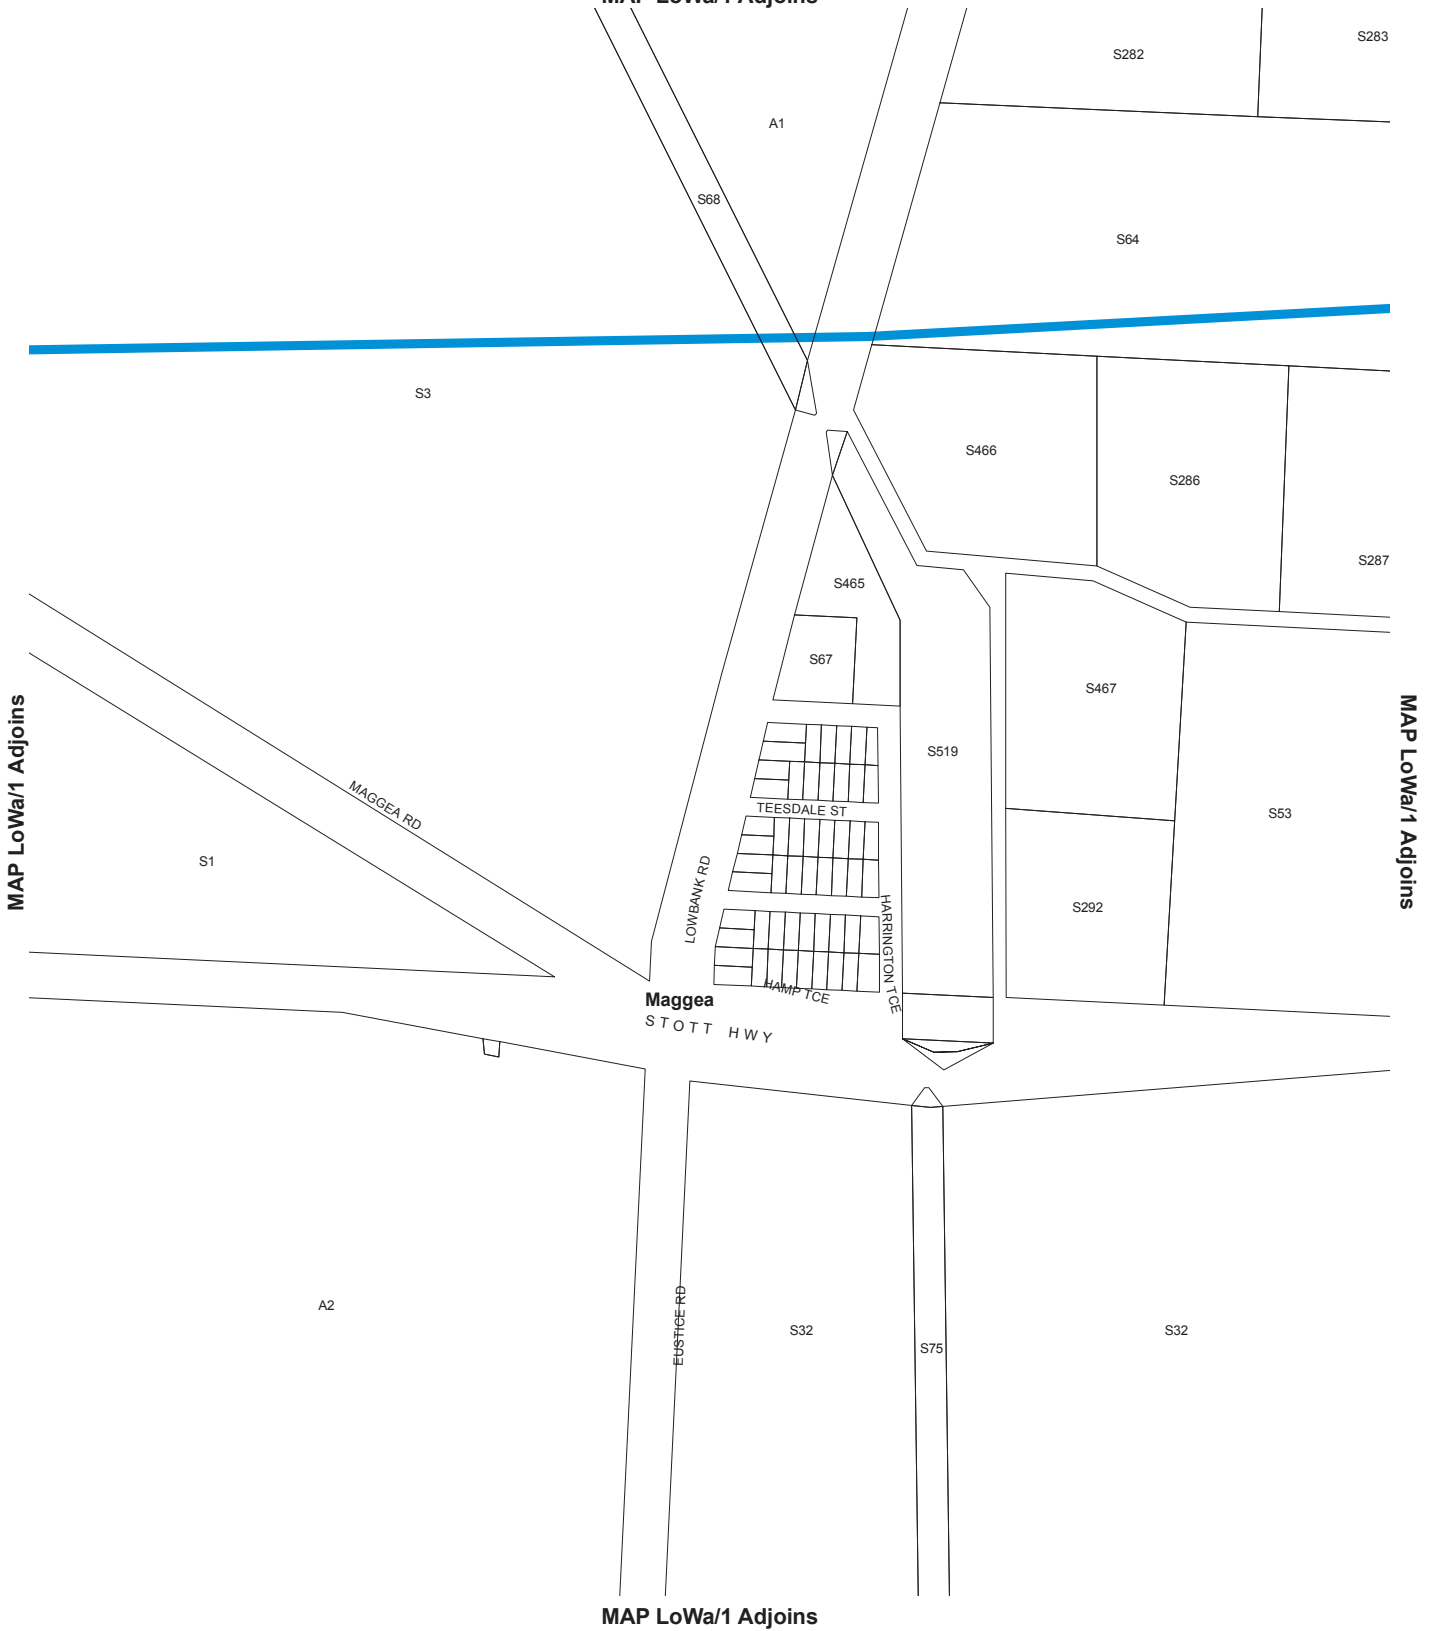 MAP LoWa/1 Adjoins
S283
S282
A1
S68
S64
S3
S466
S286
S287
S465
S67
S467
S519
MAP LoWa/1 Adjoins
MAP LoWa/1 Adjoins
MAGGEA RD
TEESDALE ST
S53
S1
LOWBANK RD
S292
HARRINGTON TCE
HAMP TCE
Maggea
STOTT HWY
A2
EUSTICE RD
S32
S75
S32
MAP LoWa/1 Adjoins